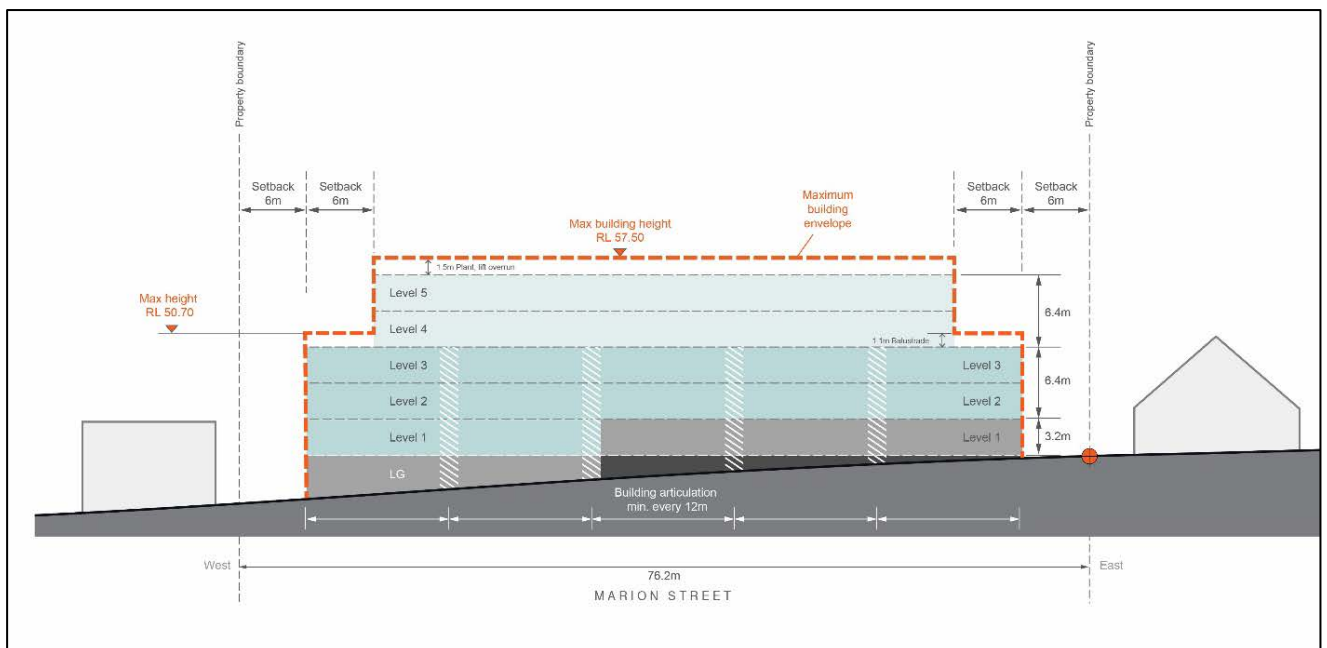 Property boundary
Property boundary
Setback
6m
Setback
6m
Setback
6m
Setback
6m
Maximum
building
envelope
Max building height
RL 57.50
1.5m Plant, lift overrun
Max height
RL 50.70
Level 5
Level 4
6.4m
1.1m Balustrade
Level 3
Level 3
6.4m
Level 2
Level 2
Level 1
Level 1
3.2m
LG
Building articulation
min. every 12m
West
East
76.2m
MARION STREET